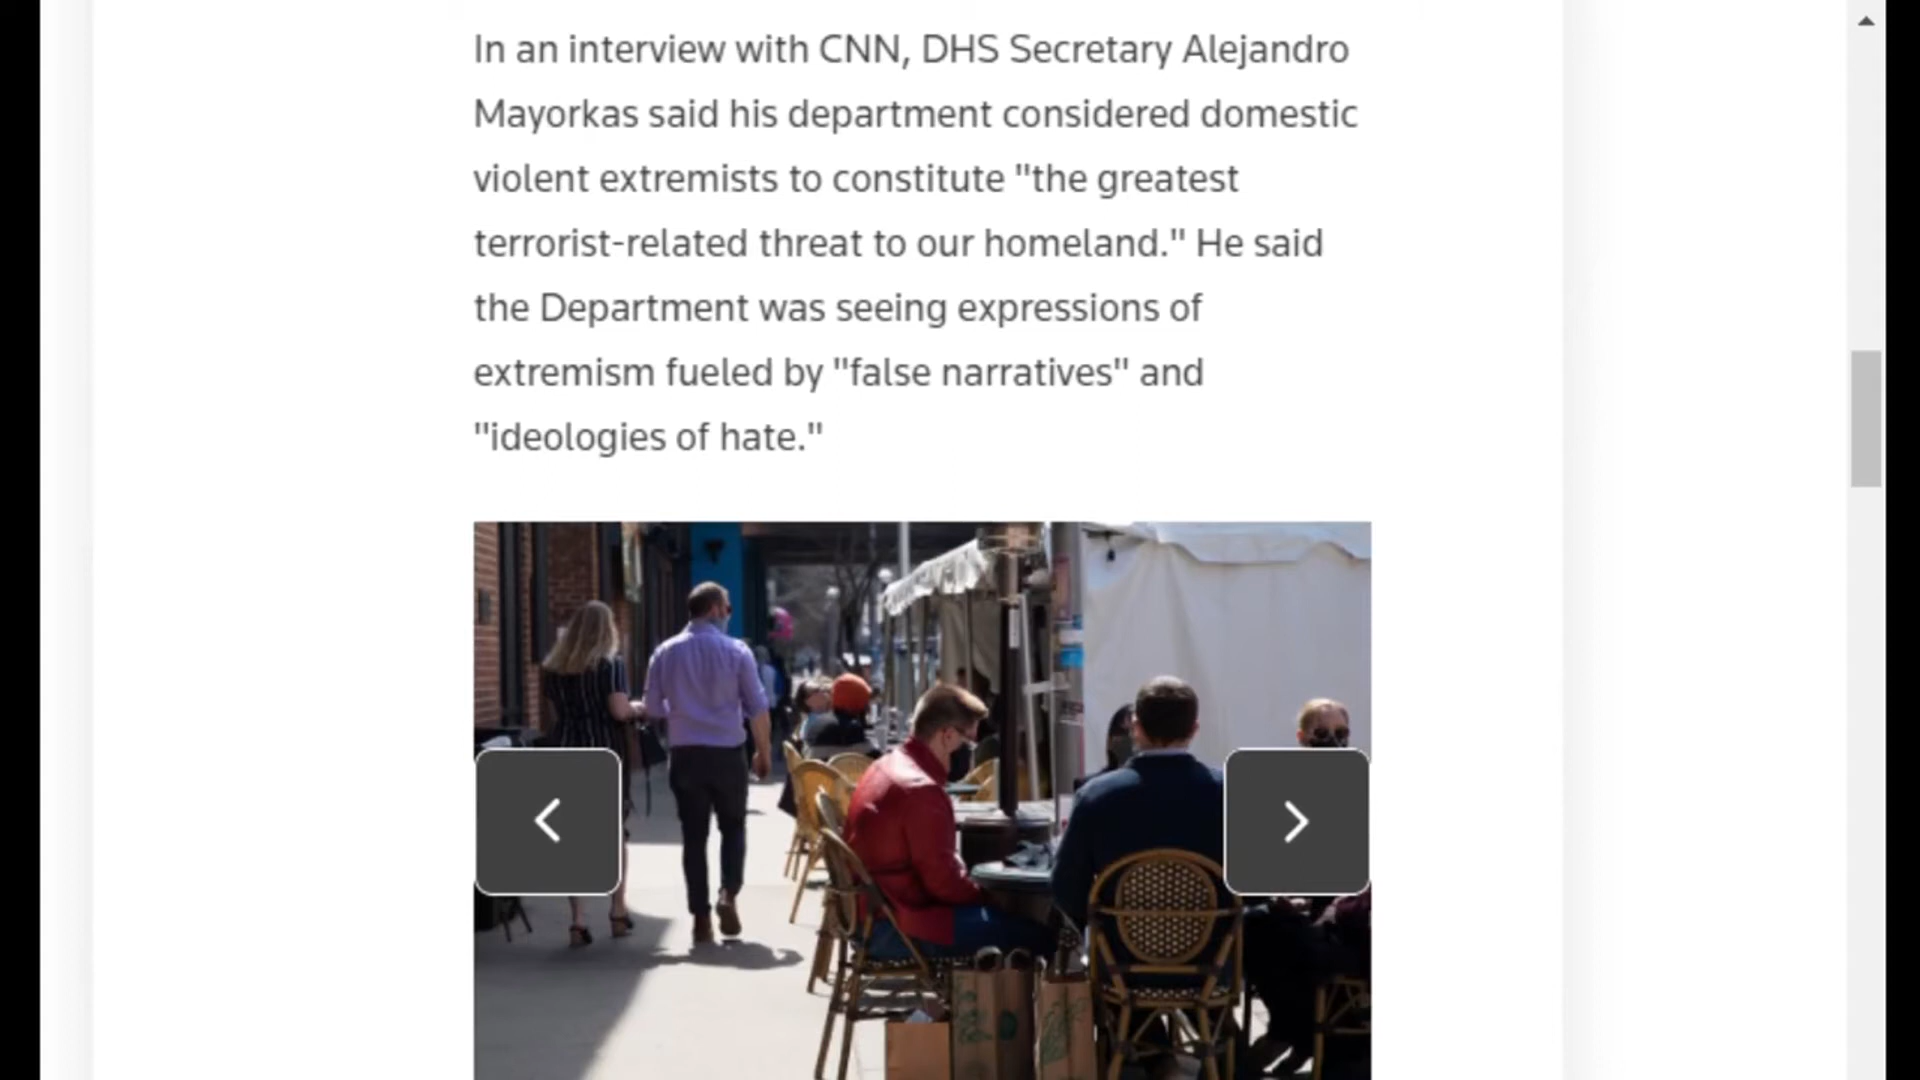 In an interview with CNN, DHS Secretary Alejandro
Mayorkas said his department considered domestic
violent extremists to constitute "the greatest
terrorist-related threat to our homeland." He said
the Department was seeing expressions of
extremism fueled by "false narratives" and
"ideologies of hate."